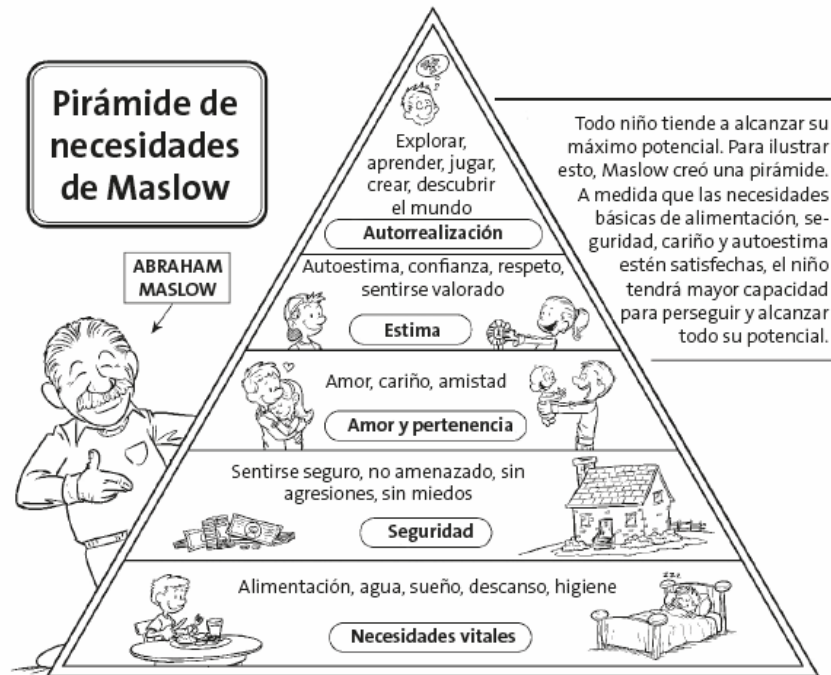 Pirámide de
necesidades
de Maslow
ABRAHAM
MASLOW
Explorar,
aprender, jugar,
crear, descubrir
el mundo
Autorrealización
Autoestima, confianza, respeto,
sentirse valorado
Estima
Amor, cariño, amistad
Amor y pertenencia
Sentirse seguro, no amenazado, sin
agresiones, sin miedos
Seguridad
Alimentación, agua, sueño, descanso, higiene
zzz
Necesidades vitales
Todo niño tiende a alcanzar su
máximo potencial. Para ilustrar
esto, Maslow creó una pirámide.
A medida que las necesidades
básicas de alimentación, se-
guridad, cariño y autoestima
estén satisfechas, el niño
tendrá mayor capacidad
para perseguir y alcanzar
todo su potencial.